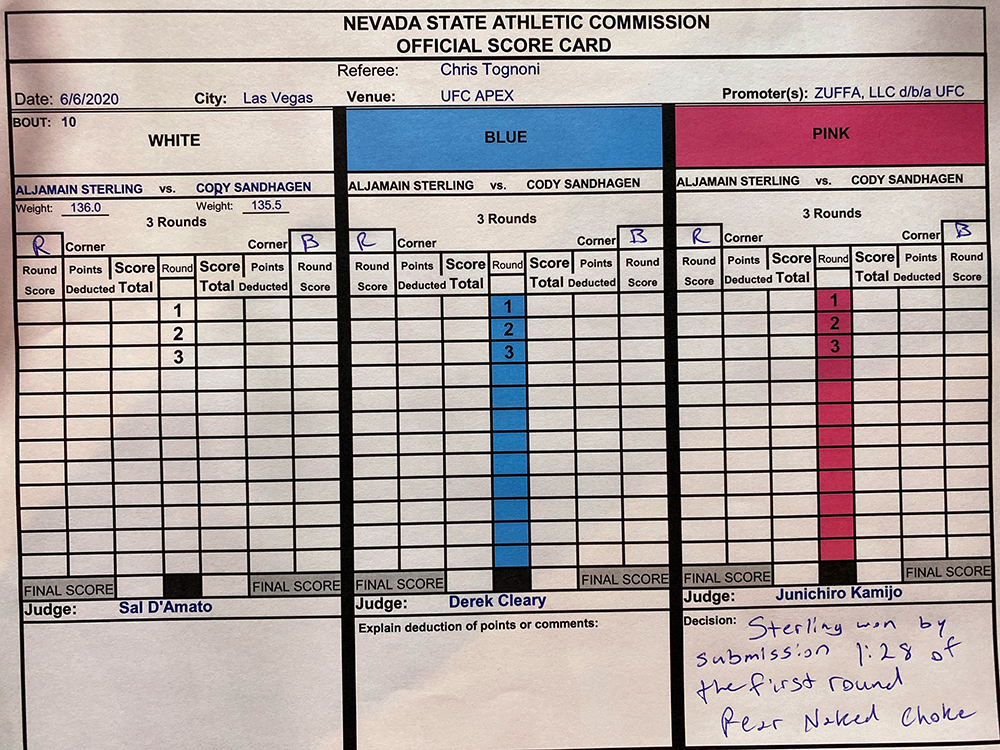 NEVADA STATE ATHLETIC COMMISSION
OFFICIAL SCORE CARD
Referee: Chris Tognoni
Date: 6/6/2020 City: Las Vegas Venue: UFC APEX Promoter(s): ZUFFA, LLC d/b/a UFC
BOUT: 10
WHITE BLUE PINK
ALJAMAIN STERLING vs. CORY SANDHAGEN ALJAMAIN STERLING vs. CODY SANDHAGEN ALJAMAIN STERLING vs. CODY SANDHAGEN
Weight: 136.0 Weight: 135.5
3 Rounds 3 Rounds 3 Rounds
R Corner Corner B R Corner Corner B R Corner Corner B
Round Points Score Round Score Points Round Round Points Score Round Score Points Round Round Points Score Round Score Points Round
Score Deducted Total Total Deducted Score Score Deducted Total Total Deducted Score Score Deducted Total Total Deducted Score
1 1 1
2 2 2
3 3 3
FINAL SCORE FINAL SCORE FINAL SCORE FINAL SCORE FINAL SCORE FINAL SCORE
Judge: Sal D'Amato Judge: Derek Cleary Judge: Junichiro Kamijo
Explain deduction of points or comments:
Decision: Sterling won by
submission 1:28 of
the first round
Rear Naked Choke